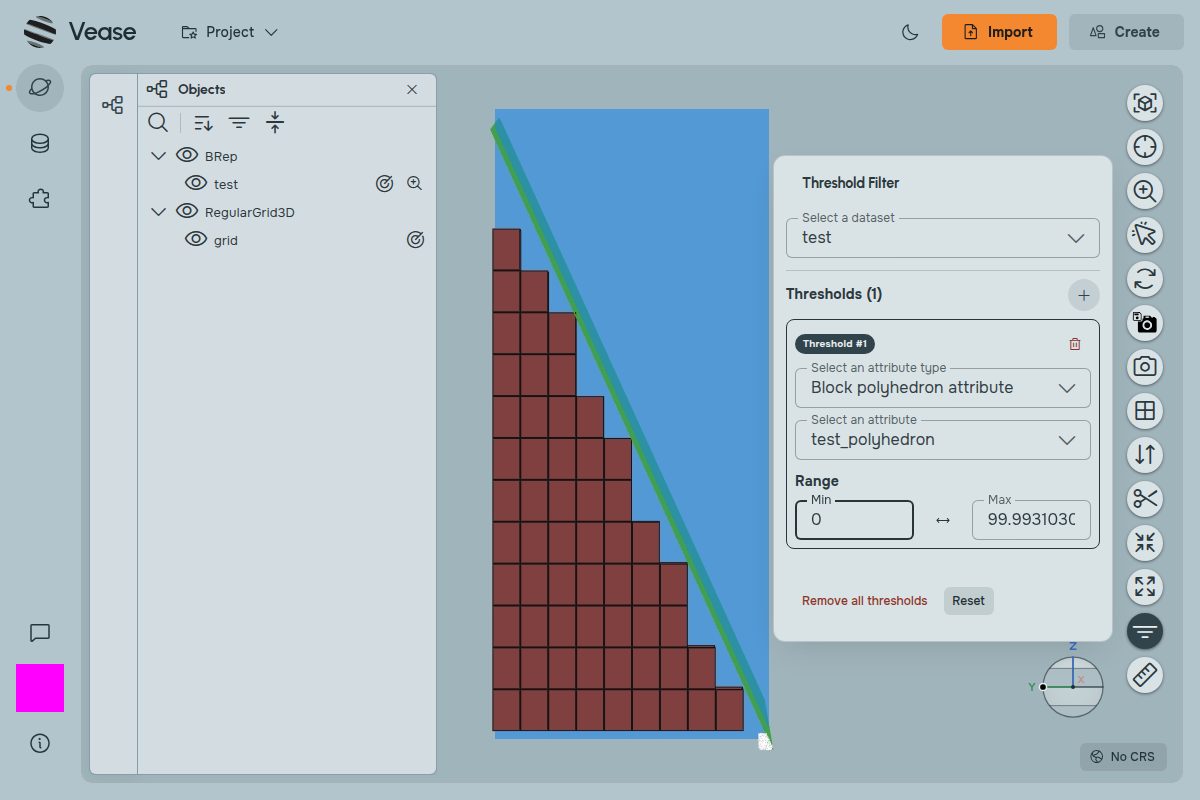 Vease
Project
Import
Create
Objects
BRep
test
RegularGrid3D
grid
Threshold Filter
Select a dataset
test
Thresholds (1)
Threshold #1
Select an attribute type
Block polyhedron attribute
Select an attribute
test_polyhedron
Range
Min
0
Max
99.9931030
Remove all thresholds
Reset
Z
Y
X
No CRS